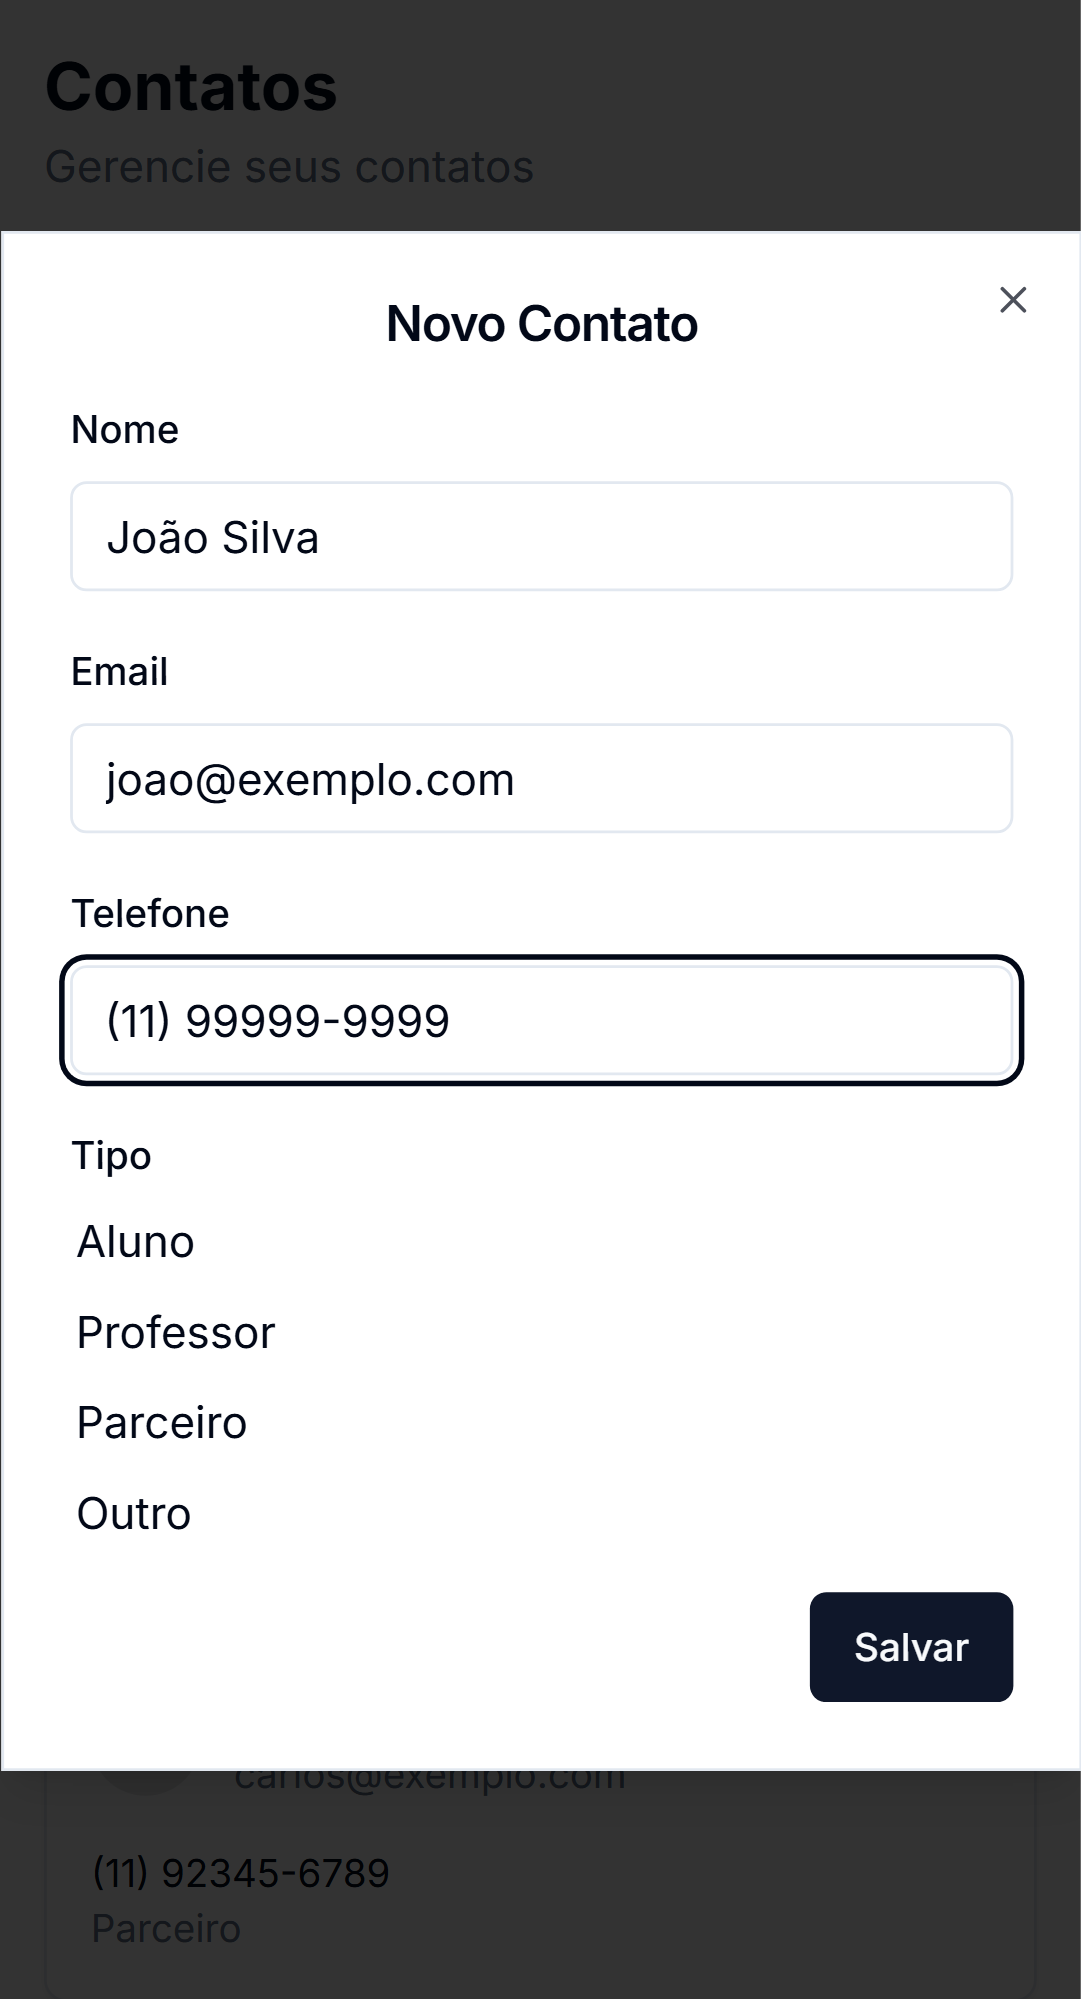 Contatos
Gerencie seus contatos
Novo Contato
Nome
João Silva
Email
joao@exemplo.com
Telefone
(11) 99999-9999
Tipo
Aluno
Professor
Parceiro
Outro
Salvar
carlos@exemplo.com
(11) 92345-6789
Parceiro